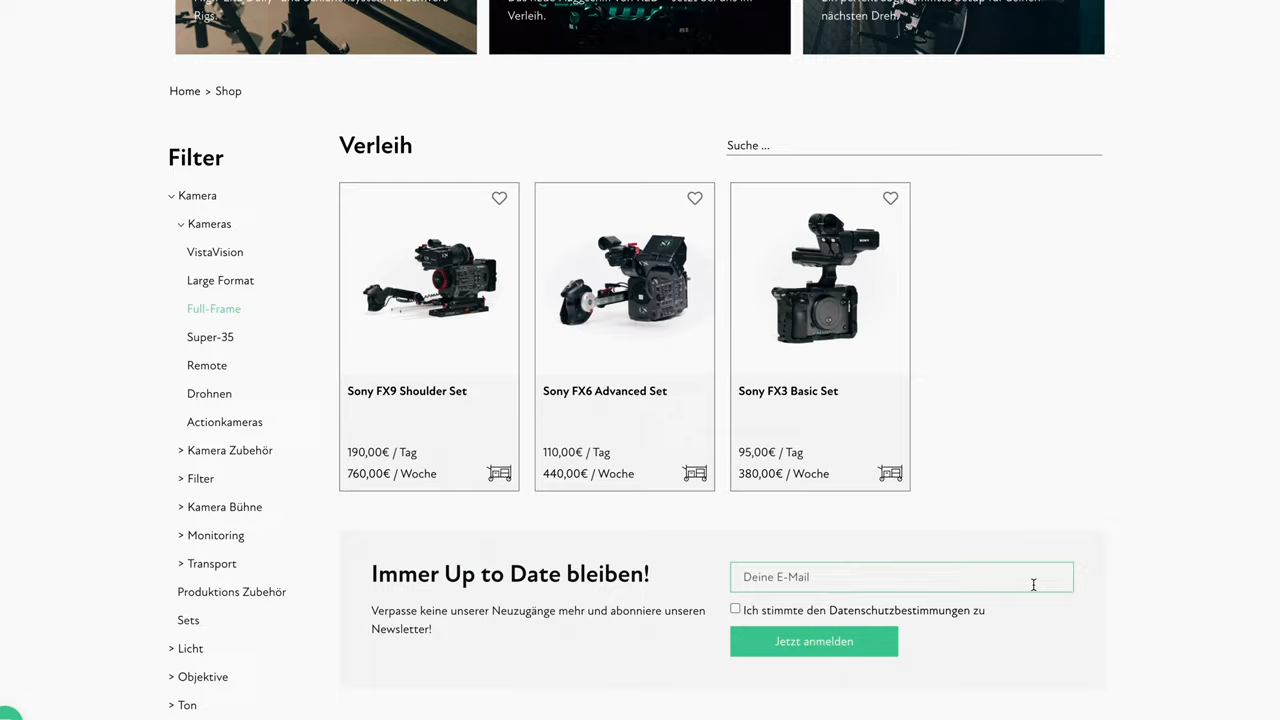 Rigs.
Verleih.
nächsten Dreh.
Home > Shop
Filter
Verleih
Suche ...
Kamera
Kameras
VistaVision
Large Format
Full-Frame
Super-35
Remote
Drohnen
Actionkameras
> Kamera Zubehör
> Filter
> Kamera Bühne
> Monitoring
> Transport
Produktions Zubehör
Sets
> Licht
> Objektive
> Ton
Sony FX9 Shoulder Set
190,00€ / Tag
760,00€ / Woche
Sony FX6 Advanced Set
110,00€ / Tag
440,00€ / Woche
Sony FX3 Basic Set
95,00€ / Tag
380,00€ / Woche
Immer Up to Date bleiben!
Verpasse keine unserer Neuzugänge mehr und abonniere unseren
Newsletter!
Deine E-Mail
Ich stimmte den Datenschutzbestimmungen zu
Jetzt anmelden